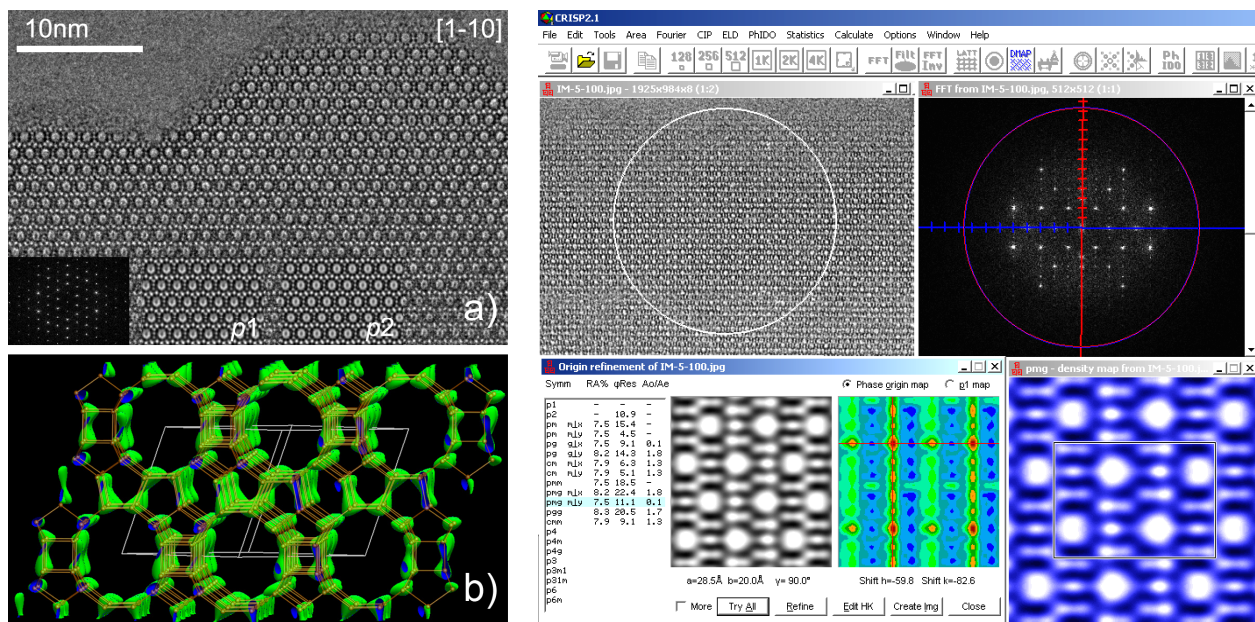 10nm
[1-10]
p1
p2
a)
b)
CRISP2.1
File Edit Tools Area Fourier CIP ELD PhIDO Statistics Calculate Options Window Help
128 256 512 1K 2K 4K FFT Filt FFT Inv LATT DMAP Ph IDO
IM-5-100.jpg - 1925x984x8 (1:2)
FFT from IM-5-100.jpg, 512x512 (1:1)
Origin refinement of IM-5-100.jpg
Symm RA% φRes Ao/Ae
Phase origin map
p1 map
p1 - - -
p2 - 10.9 -
pm m|x 7.5 15.4 -
pm m|y 7.5 4.5 -
pg g|x 7.5 9.1 0.1
pg g|y 8.2 14.3 1.8
cm m|x 7.9 6.3 1.3
cm m|y 7.9 5.1 1.3
pmm 7.5 18.5 -
pmg m|x 8.2 22.4 1.8
pmg m|y 7.5 11.1 0.1
pgg 8.3 20.5 1.7
cmm 7.9 9.1 1.3
p4
p4m
p4g
p3
p3m1
p31m
p6
p6m
a=28.5Å b=20.0Å γ= 90.0°
Shift h=-59.8 Shift k=-82.6
More
Try All
Refine
Edit HK
Create Img
Close
pmg - density map from IM-5-100.j...